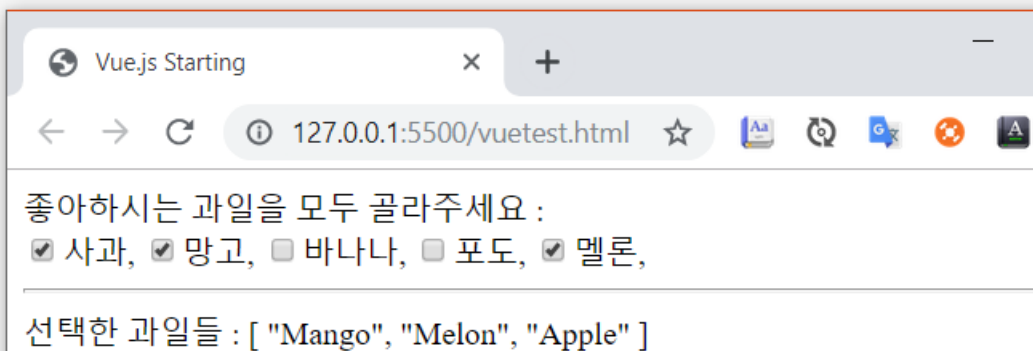 Vue.js Starting
127.0.0.1:5500/vuetest.html
좋아하시는 과일을 모두 골라주세요 :
사과, 망고, 바나나, 포도, 멜론,
선택한 과일들 : [ "Mango", "Melon", "Apple" ]